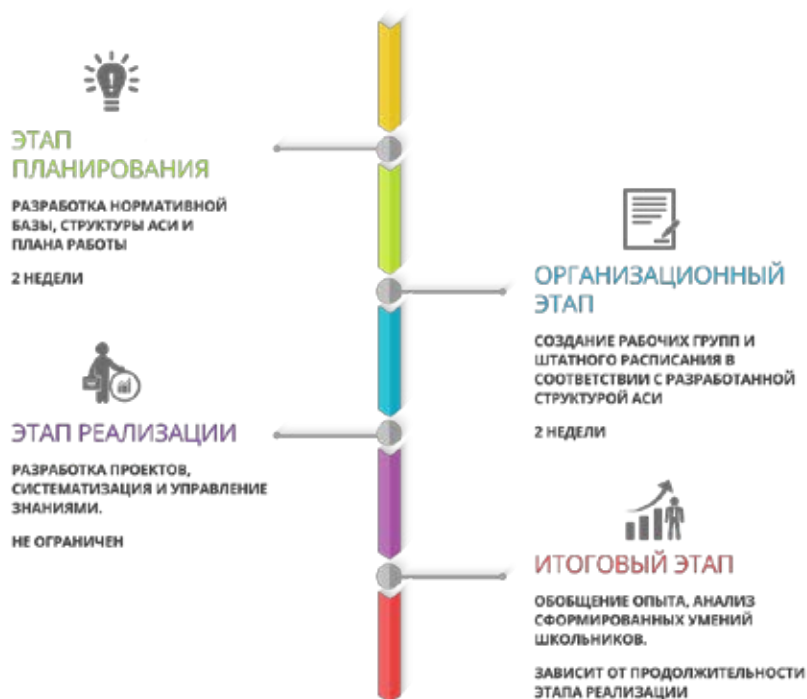 ЭТАП
ПЛАНИРОВАНИЯ
РАЗРАБОТКА НОРМАТИВНОЙ
БАЗЫ, СТРУКТУРЫ АСИ И
ПЛАНА РАБОТЫ
2 НЕДЕЛИ
ОРГАНИЗАЦИОННЫЙ
ЭТАП
СОЗДАНИЕ РАБОЧИХ ГРУПП И
ШТАТНОГО РАСПИСАНИЯ В
СООТВЕТСТВИИ С РАЗРАБОТАННОЙ
СТРУКТУРОЙ АСИ
2 НЕДЕЛИ
ЭТАП РЕАЛИЗАЦИИ
РАЗРАБОТКА ПРОЕКТОВ,
СИСТЕМАТИЗАЦИЯ И УПРАВЛЕНИЕ
ЗНАНИЯМИ.
НЕ ОГРАНИЧЕН
ИТОГОВЫЙ ЭТАП
ОБОБЩЕНИЕ ОПЫТА, АНАЛИЗ
СФОРМИРОВАННЫХ УМЕНИЙ
ШКОЛЬНИКОВ.
ЗАВИСИТ ОТ ПРОДОЛЖИТЕЛЬНОСТИ
ЭТАПА РЕАЛИЗАЦИИ